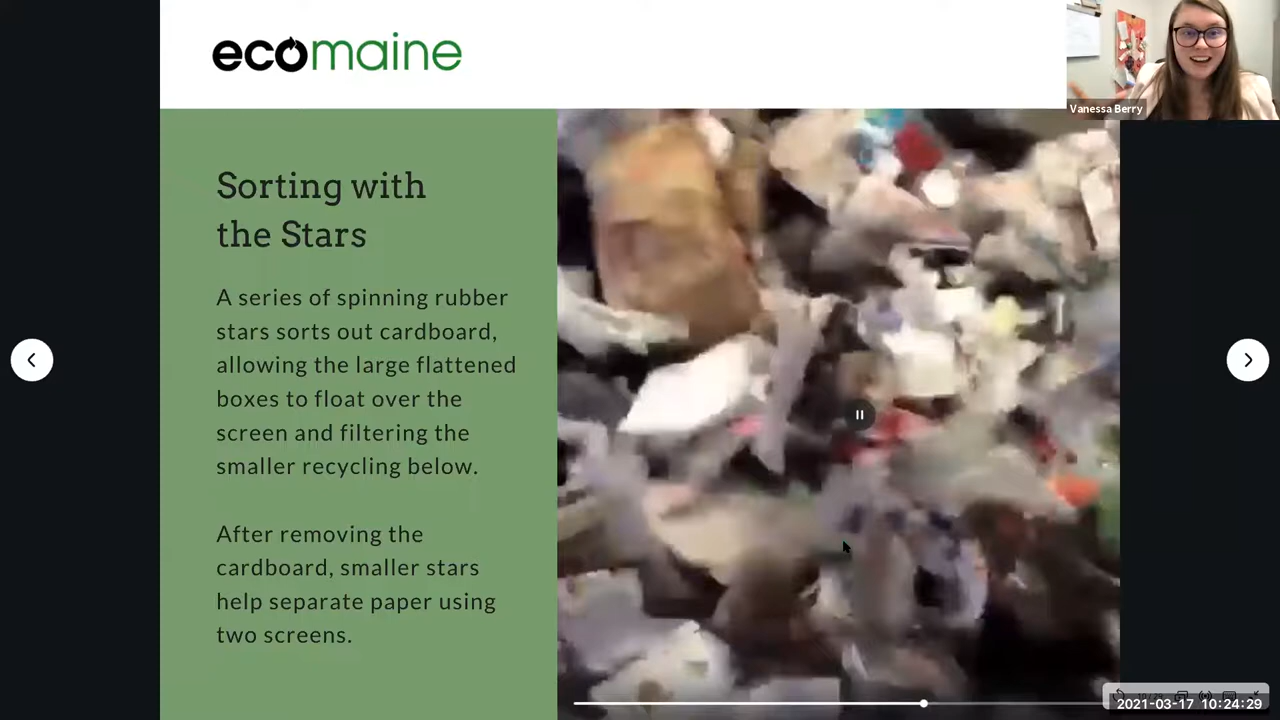 ecomaine
Vanessa Berry
Sorting with
the Stars
A series of spinning rubber
stars sorts out cardboard,
allowing the large flattened
boxes to float over the
screen and filtering the
smaller recycling below.
After removing the
cardboard, smaller stars
help separate paper using
two screens.
2021-03-17 10:24:29